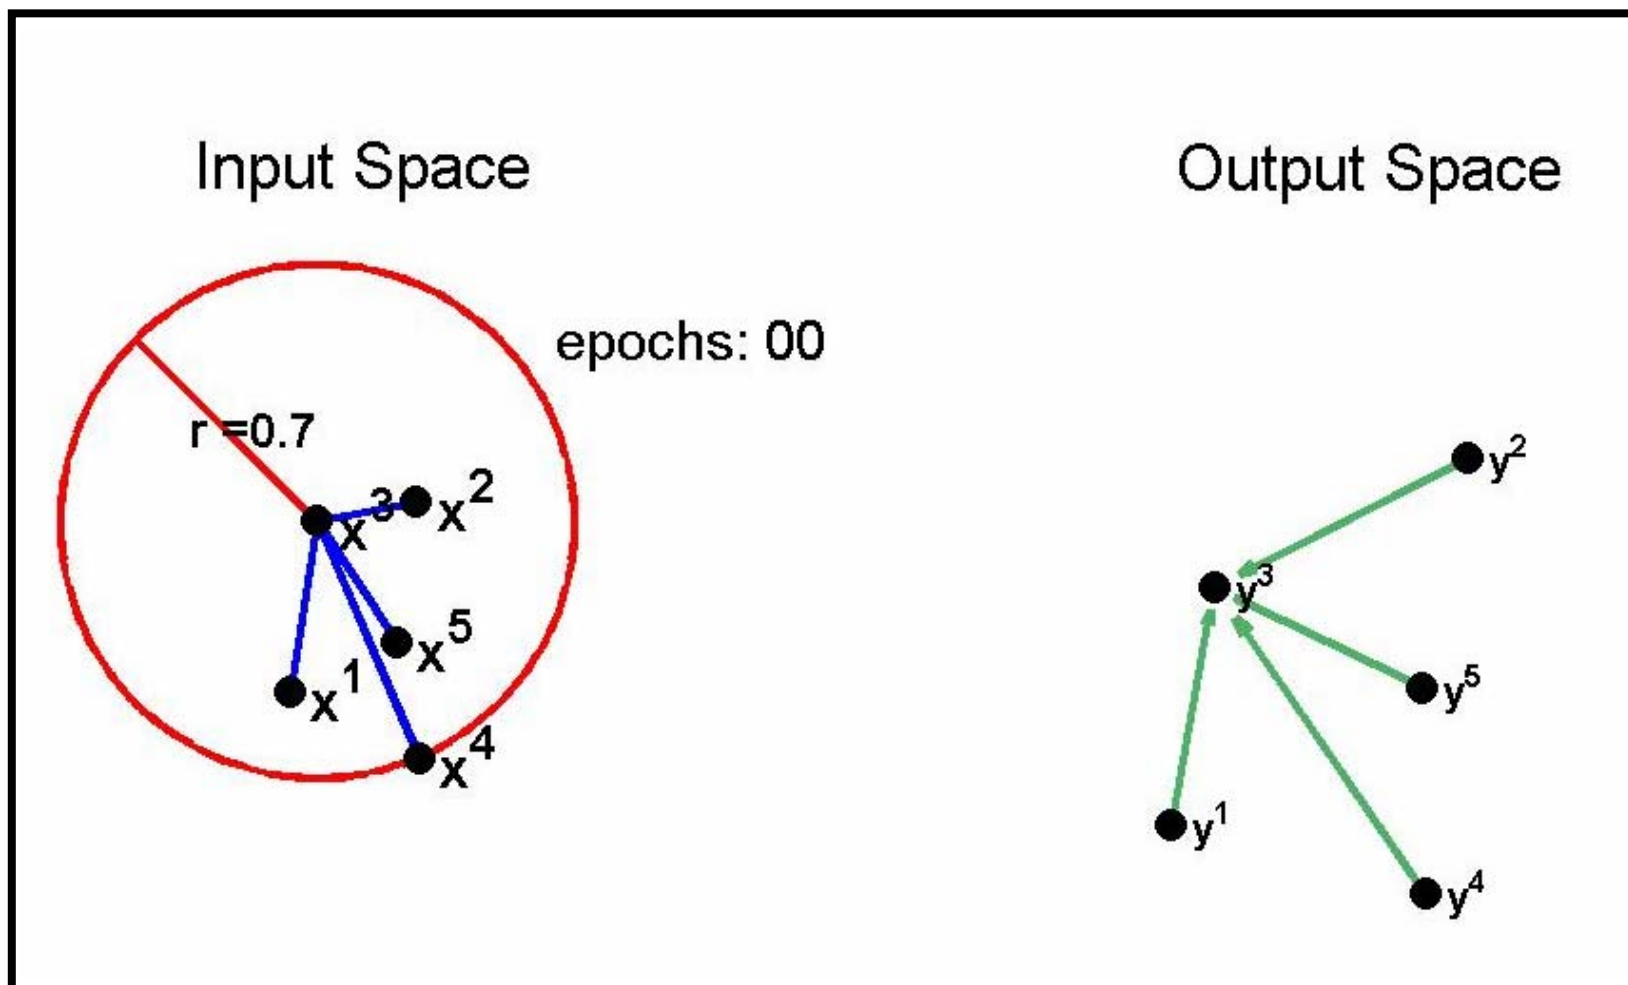 Input Space
Output Space
epochs: 00
r =0.7
x³
x²
x⁵
x¹
x⁴
y²
y³
y⁵
y¹
y⁴